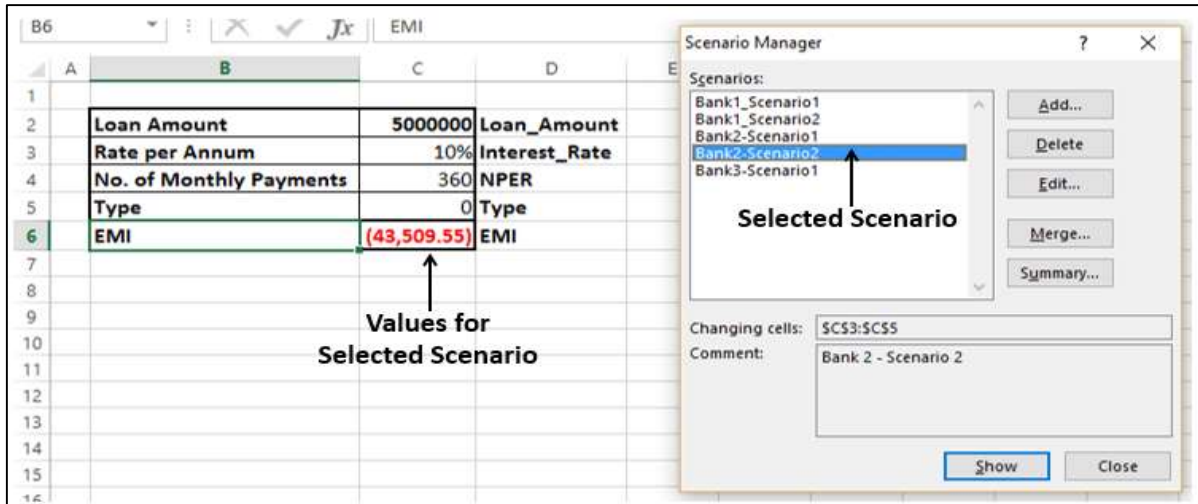 B6 fx EMI
A B C D E
1
2 Loan Amount 5000000 Loan_Amount
3 Rate per Annum 10% Interest_Rate
4 No. of Monthly Payments 360 NPER
5 Type 0 Type
6 EMI (43,509.55) EMI
7
8
9
10
11
12
13
14
15
16
Values for
Selected Scenario
Scenario Manager ? ×
Scenarios:
Bank1_Scenario1
Bank1_Scenario2
Bank2-Scenario1
Bank2-Scenario2
Bank3-Scenario1
Selected Scenario
Add...
Delete
Edit...
Merge...
Summary...
Changing cells: $C$3:$C$5
Comment: Bank 2 - Scenario 2
Show Close